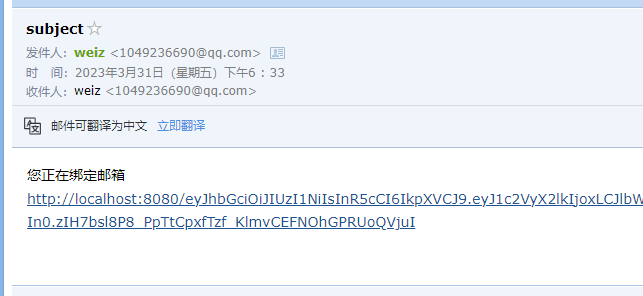 subject
发件人：weiz <1049236690@qq.com>
时　间：2023年3月31日（星期五）下午6：33
收件人：weiz <1049236690@qq.com>
邮件可翻译为中文 立即翻译
您正在绑定邮箱
http://localhost:8080/eyJhbGciOiJIUzI1NiIsInR5cCI6IkpXVCJ9.eyJ1c2VyX2lkIjoxLCJlbW
In0.zIH7bsl8P8_PpTtCpxfTzf_KlmvCEFNOhGPRUoQVjuI